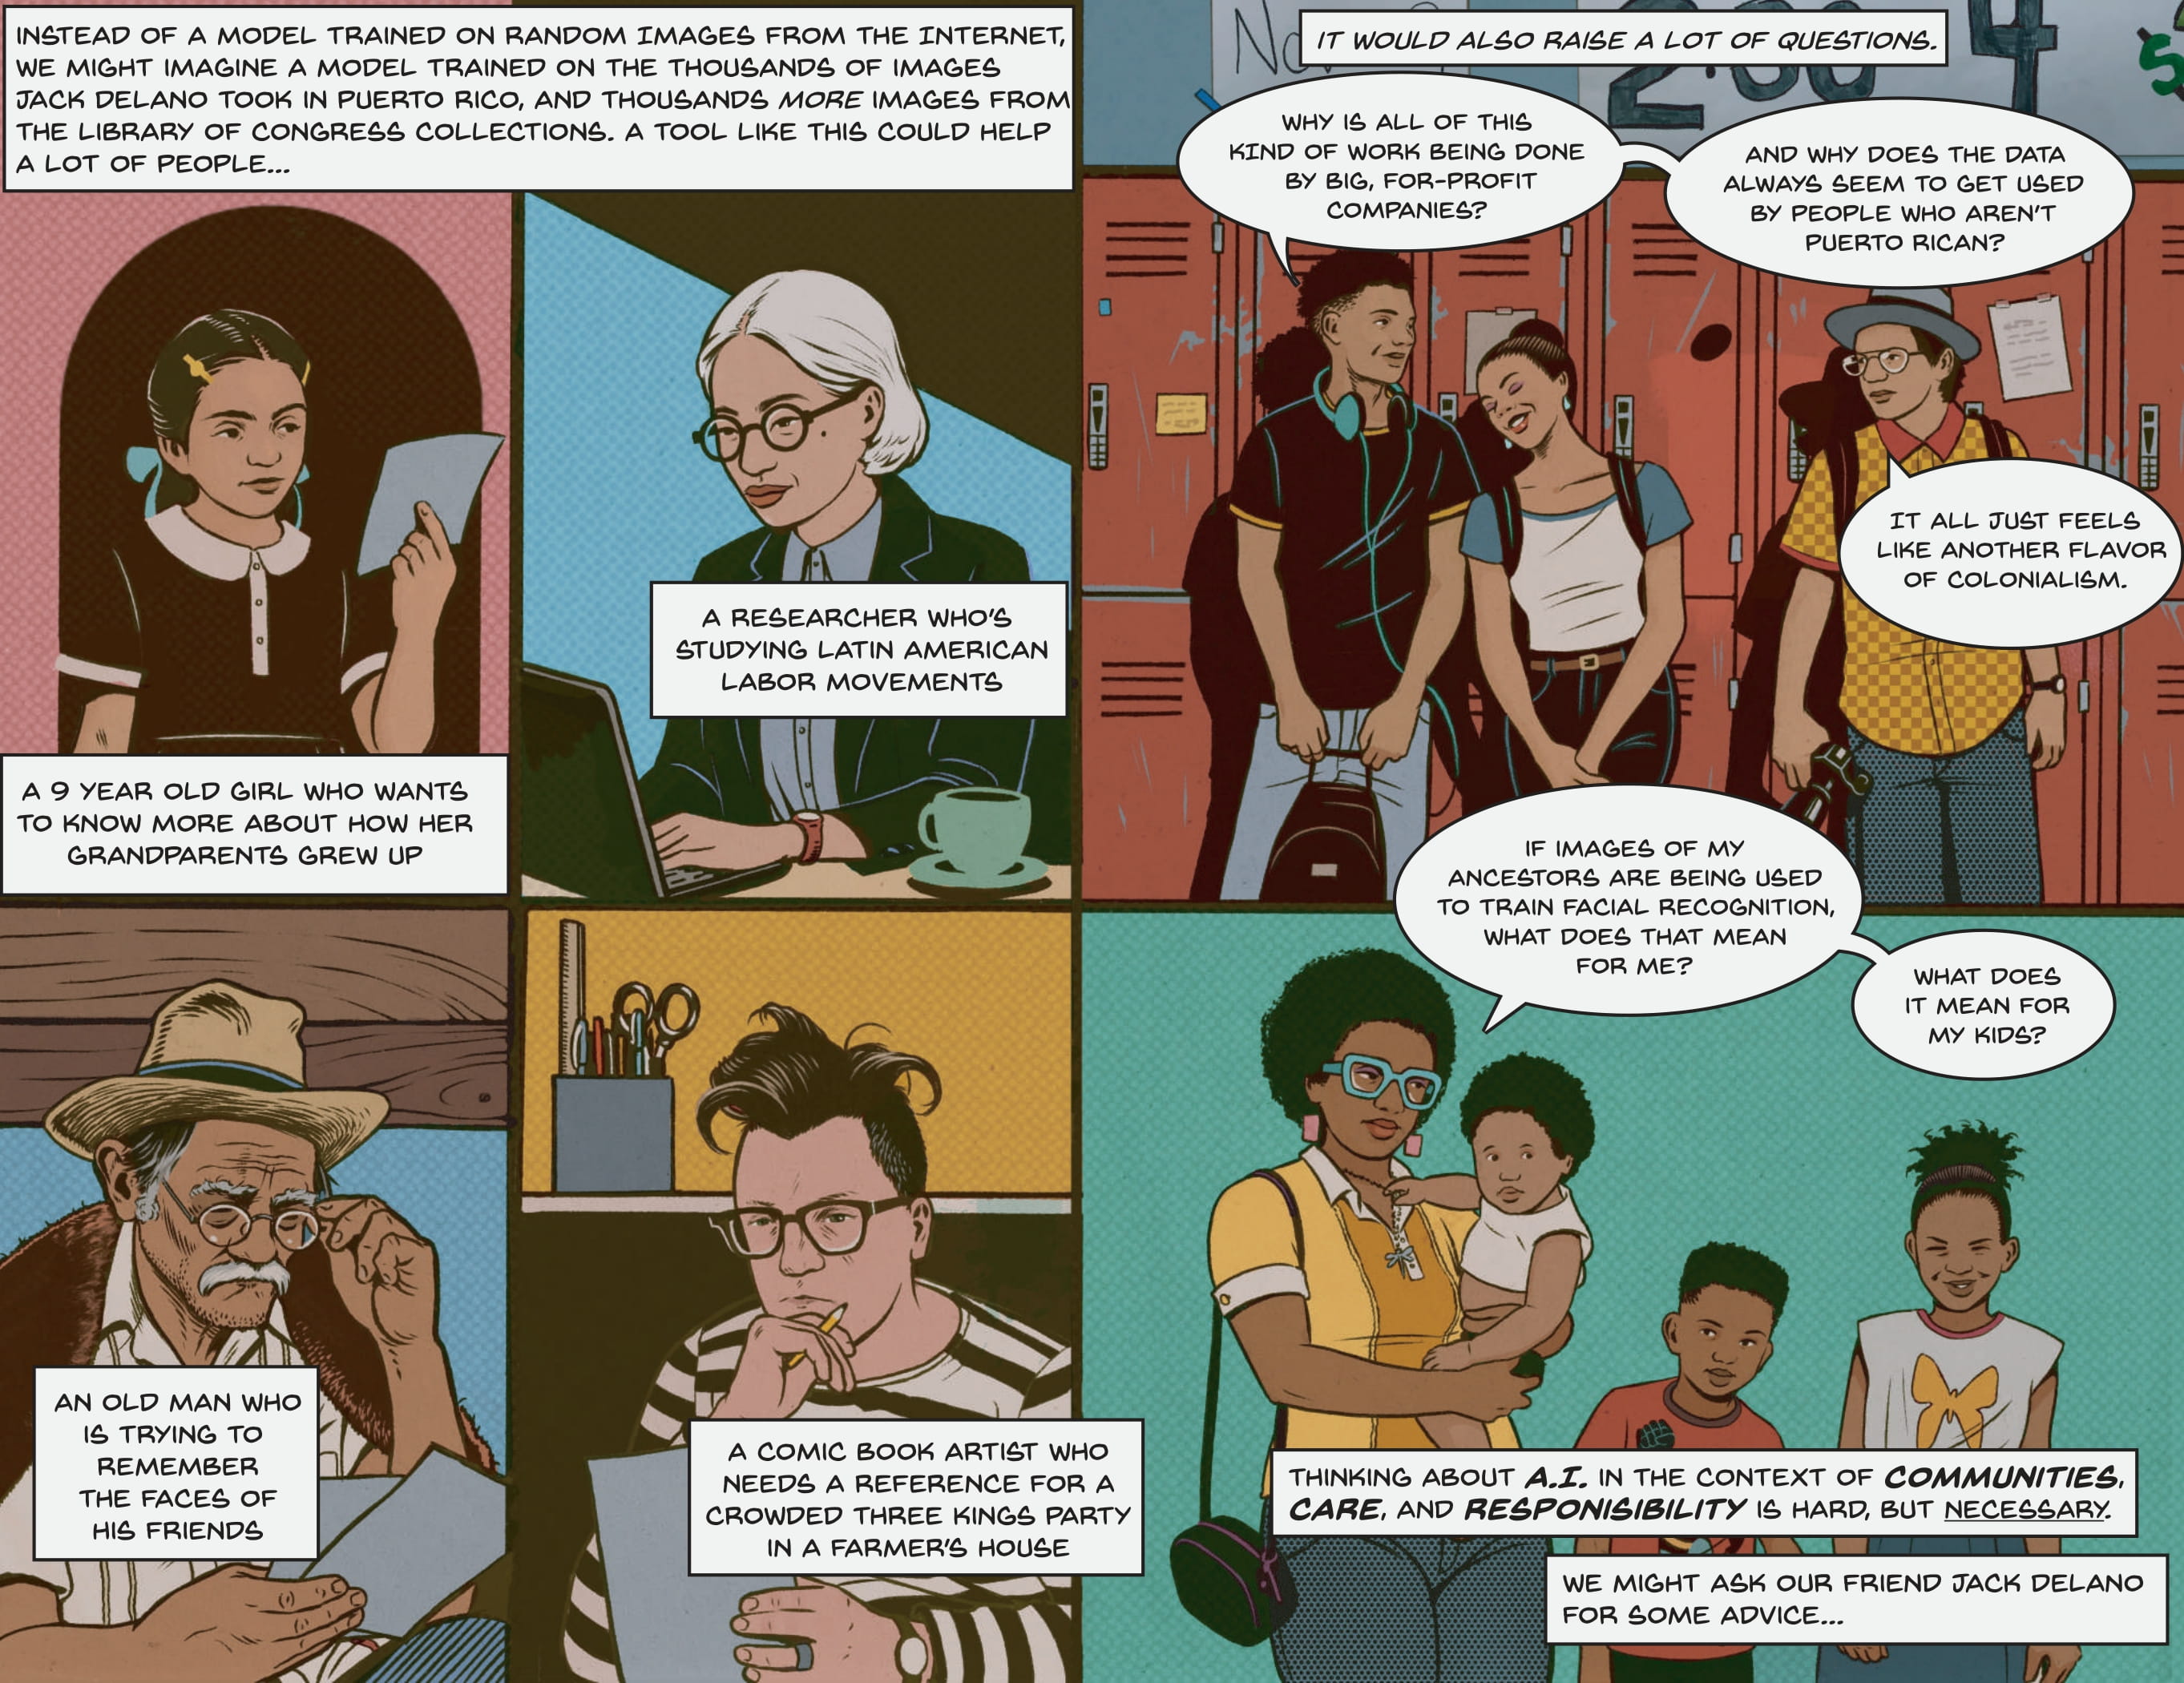 INSTEAD OF A MODEL TRAINED ON RANDOM IMAGES FROM THE INTERNET,
WE MIGHT IMAGINE A MODEL TRAINED ON THE THOUSANDS OF IMAGES
JACK DELANO TOOK IN PUERTO RICO, AND THOUSANDS MORE IMAGES FROM
THE LIBRARY OF CONGRESS COLLECTIONS. A TOOL LIKE THIS COULD HELP
A LOT OF PEOPLE...
A 9 YEAR OLD GIRL WHO WANTS
TO KNOW MORE ABOUT HOW HER
GRANDPARENTS GREW UP
A RESEARCHER WHO'S
STUDYING LATIN AMERICAN
LABOR MOVEMENTS
AN OLD MAN WHO
IS TRYING TO
REMEMBER
THE FACES OF
HIS FRIENDS
A COMIC BOOK ARTIST WHO
NEEDS A REFERENCE FOR A
CROWDED THREE KINGS PARTY
IN A FARMER'S HOUSE
IT WOULD ALSO RAISE A LOT OF QUESTIONS.
4
WHY IS ALL OF THIS
KIND OF WORK BEING DONE
BY BIG, FOR-PROFIT
COMPANIES?
AND WHY DOES THE DATA
ALWAYS SEEM TO GET USED
BY PEOPLE WHO AREN'T
PUERTO RICAN?
IT ALL JUST FEELS
LIKE ANOTHER FLAVOR
OF COLONIALISM.
IF IMAGES OF MY
ANCESTORS ARE BEING USED
TO TRAIN FACIAL RECOGNITION,
WHAT DOES THAT MEAN
FOR ME?
WHAT DOES
IT MEAN FOR
MY KIDS?
THINKING ABOUT A.I. IN THE CONTEXT OF COMMUNITIES,
CARE, AND RESPONISIBILITY IS HARD, BUT NECESSARY.
WE MIGHT ASK OUR FRIEND JACK DELANO
FOR SOME ADVICE...